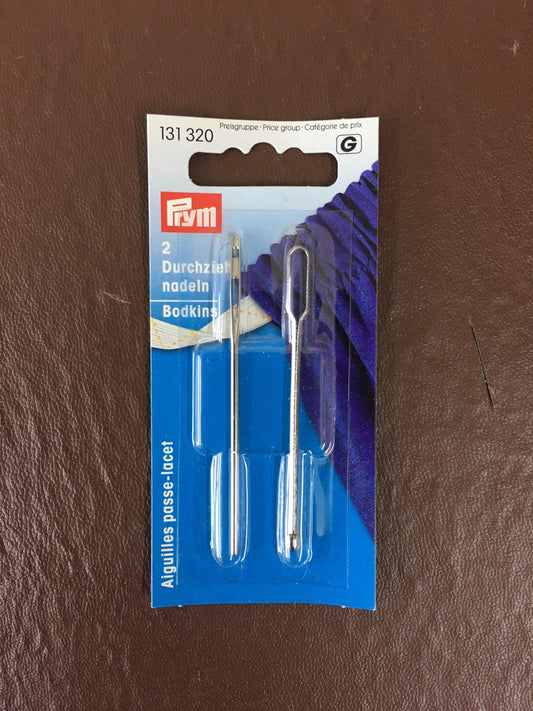 Preisgruppe · Price group · Catégorie de prix
131 320
G
Prym
2
Durchzieh
nadeln
Bodkins
Aiguilles passe-lacet